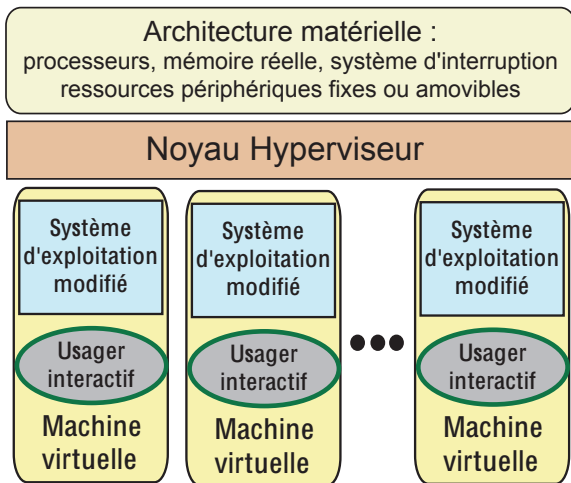 Architecture matérielle :
processeurs, mémoire réelle, système d'interruption
ressources périphériques fixes ou amovibles
Noyau Hyperviseur
Système
d'exploitation
modifié
Usager
interactif
Machine
virtuelle
Système
d'exploitation
modifié
Usager
interactif
Machine
virtuelle
Système
d'exploitation
modifié
Usager
interactif
Machine
virtuelle